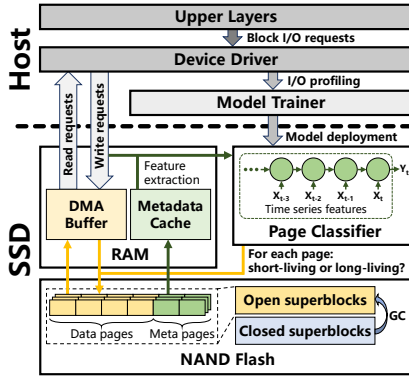 Host
Upper Layers
Block I/O requests
Device Driver
I/O profiling
Model Trainer
Model deployment
Read requests
Write requests
SSD
Feature
extraction
DMA
Buffer
Metadata
Cache
RAM
Y_t
X_t-3 X_t-2 X_t-1 X_t
Time series features
Page Classifier
For each page:
short-living or long-living?
Data pages Meta pages
Open superblocks
Closed superblocks
GC
NAND Flash